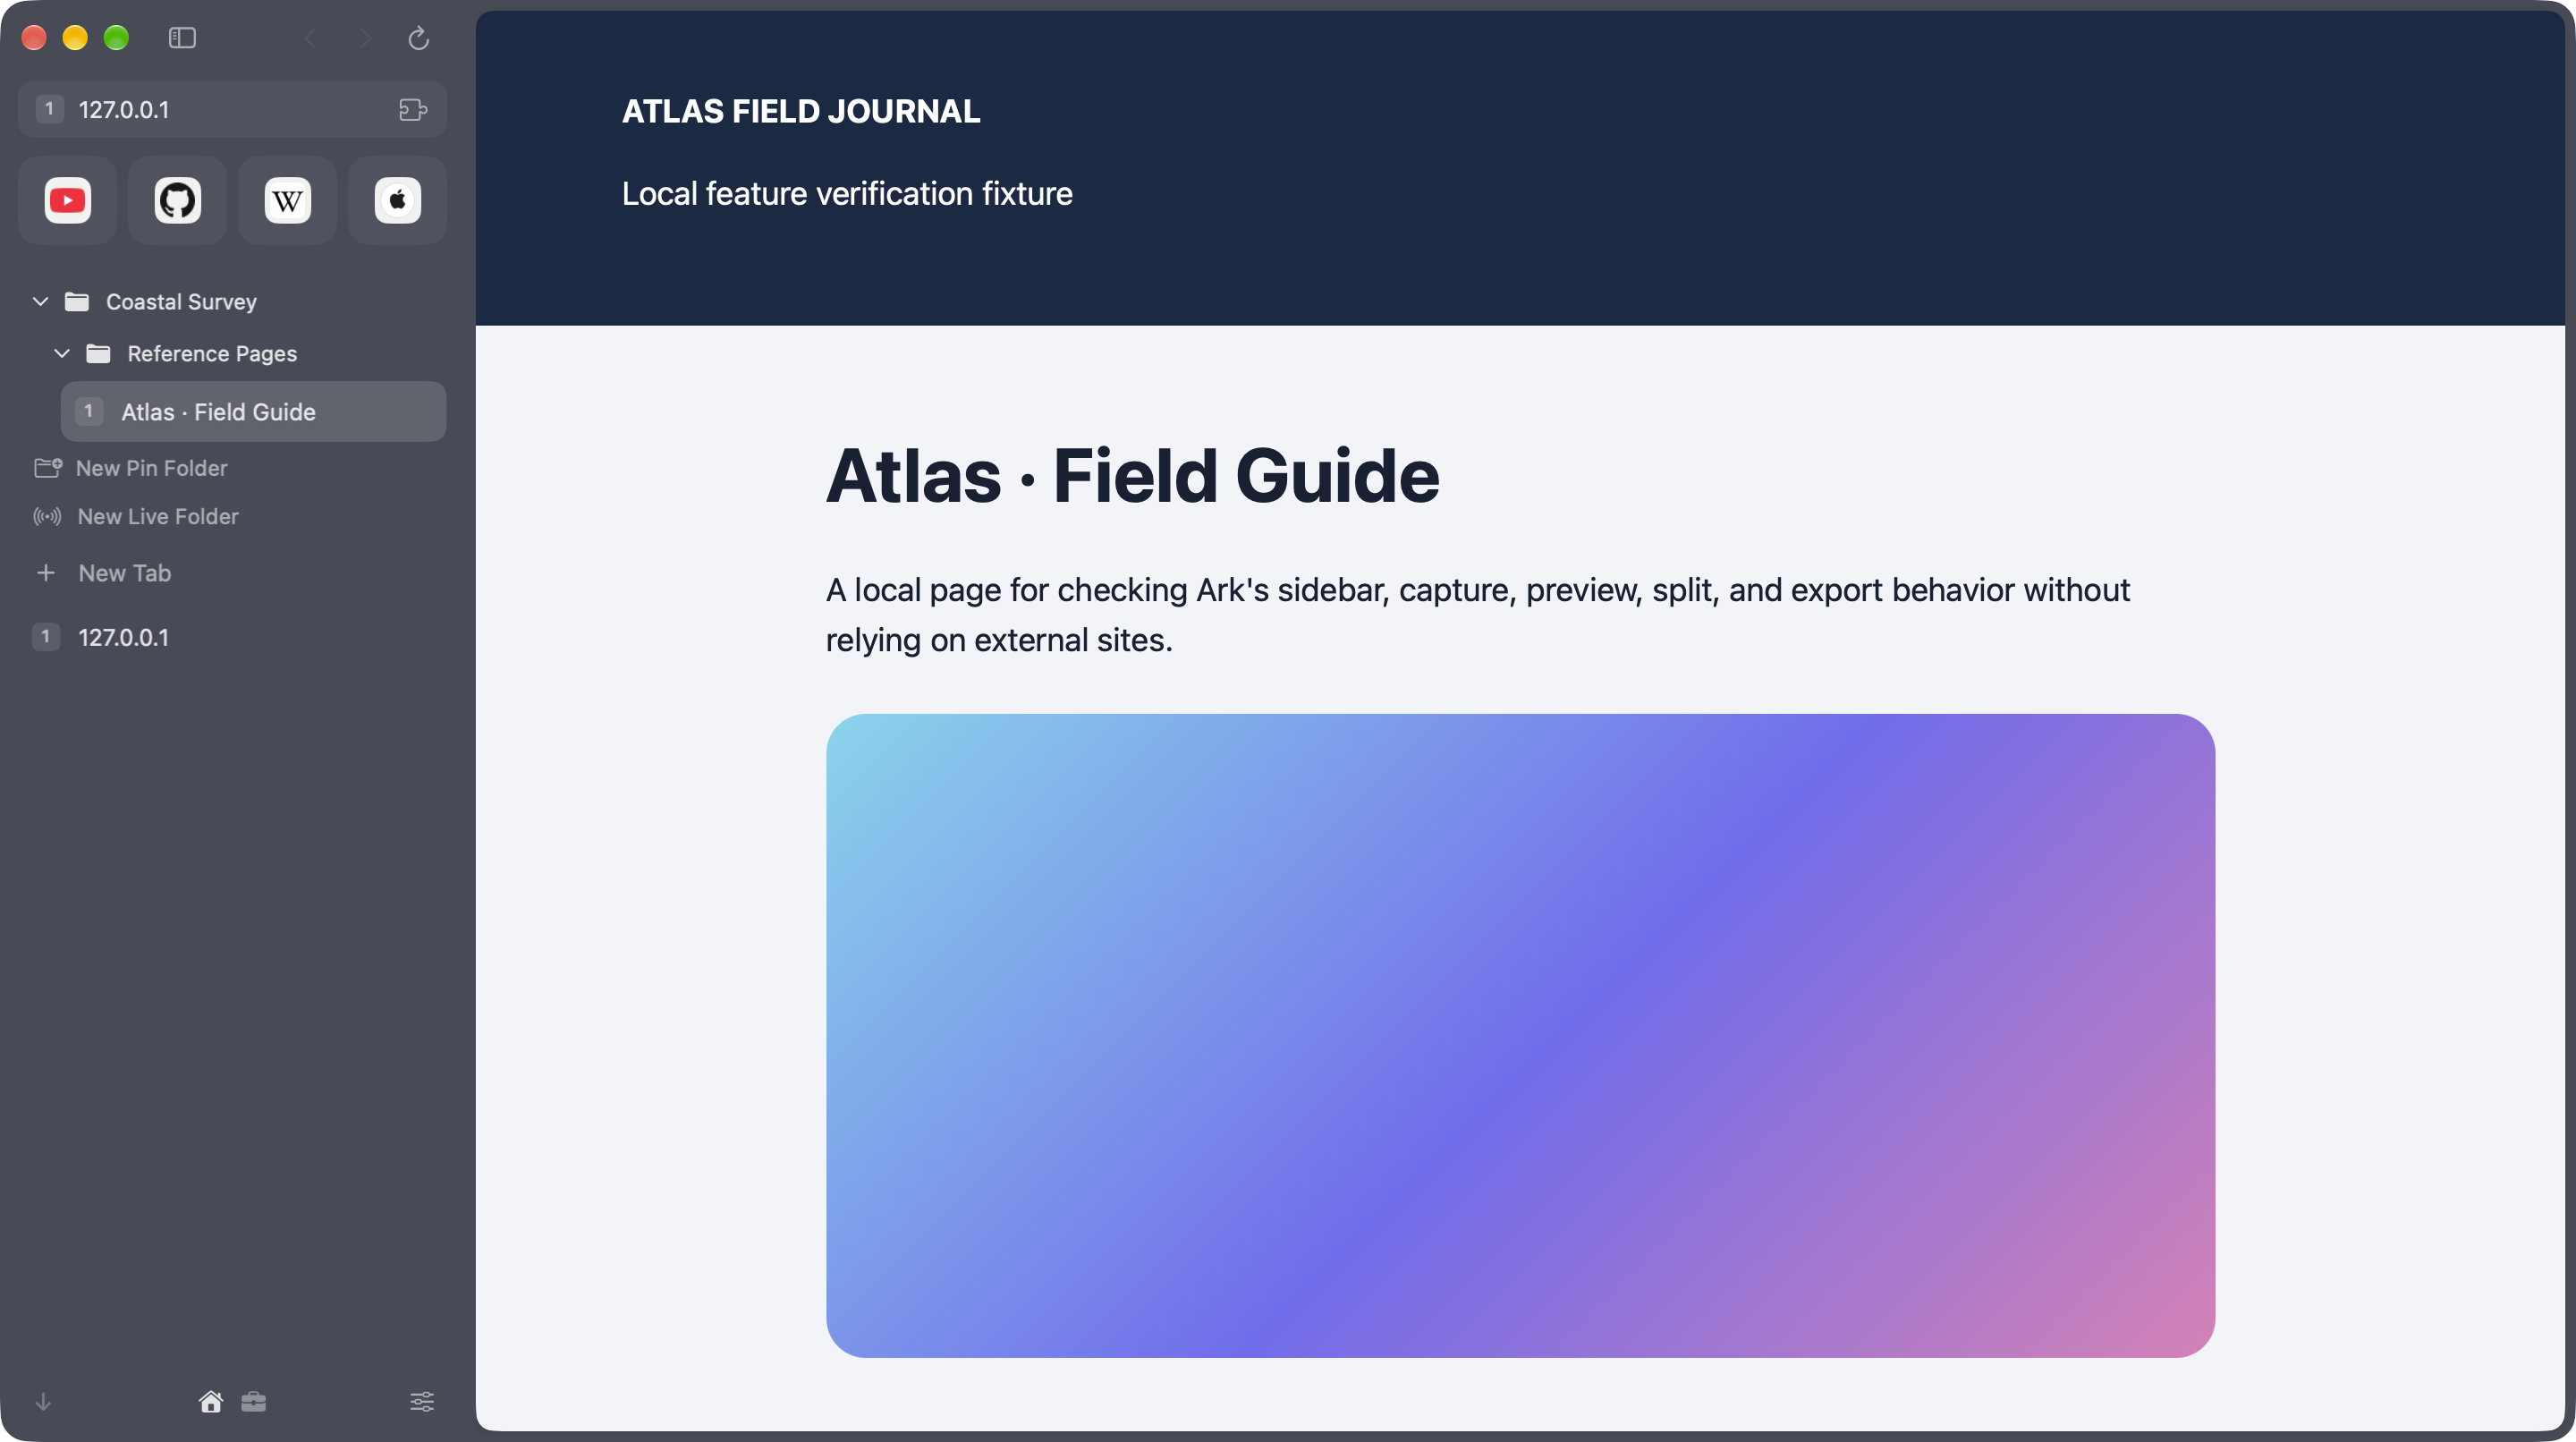 1 127.0.0.1
W
Coastal Survey
Reference Pages
1 Atlas · Field Guide
New Pin Folder
New Live Folder
New Tab
1 127.0.0.1
ATLAS FIELD JOURNAL
Local feature verification fixture
Atlas · Field Guide
A local page for checking Ark's sidebar, capture, preview, split, and export behavior without
relying on external sites.